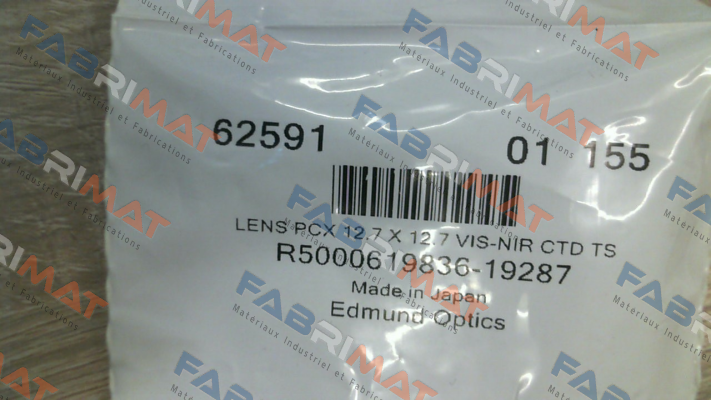 62591
01 155
LENS PCX 12.7 X 12.7 VIS-NIR CTD TS
R5000619836-19287
Made in Japan
Edmund Optics
FABRIMAT
Materiaux Industriel et Fabrications